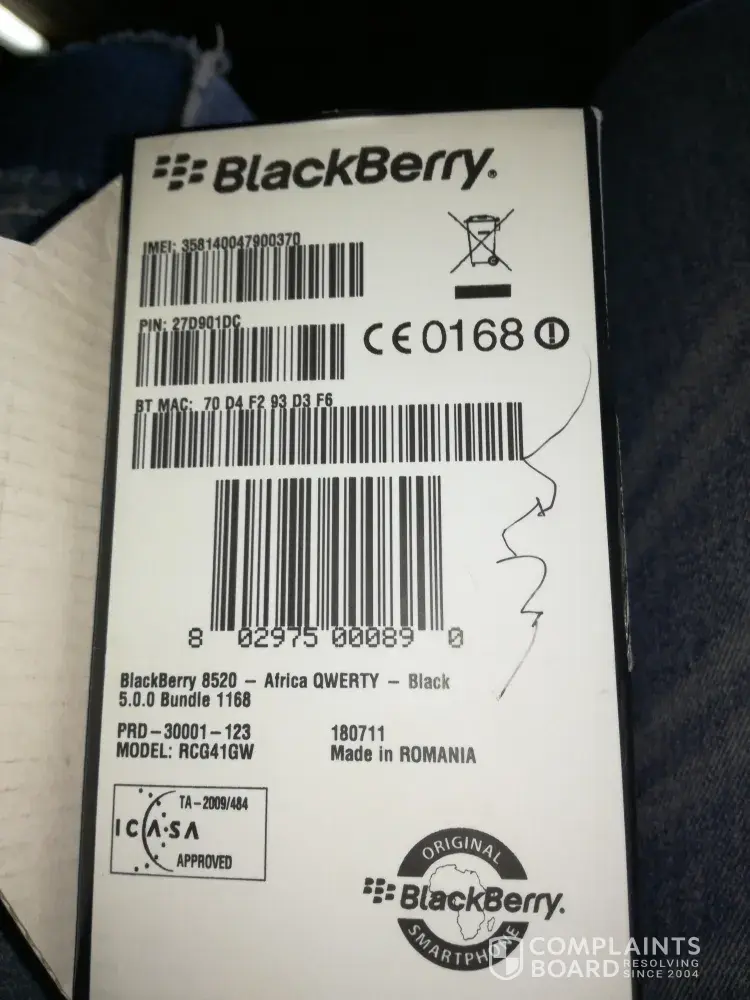 BlackBerry®
IMEI: 358140047900370
PIN: 27D901DC
CE 0168
BT MAC: 70 D4 F2 93 D3 F6
8 02975 00089 0
BlackBerry 8520 – Africa QWERTY – Black
5.0.0 Bundle 1168
PRD-30001-123
MODEL: RCG41GW
180711
Made in ROMANIA
TA-2009/484
ICASA
APPROVED
ORIGINAL
BlackBerry.
SMARTPHONE
COMPLAINTS
BOARD RESOLVING
SINCE 2004